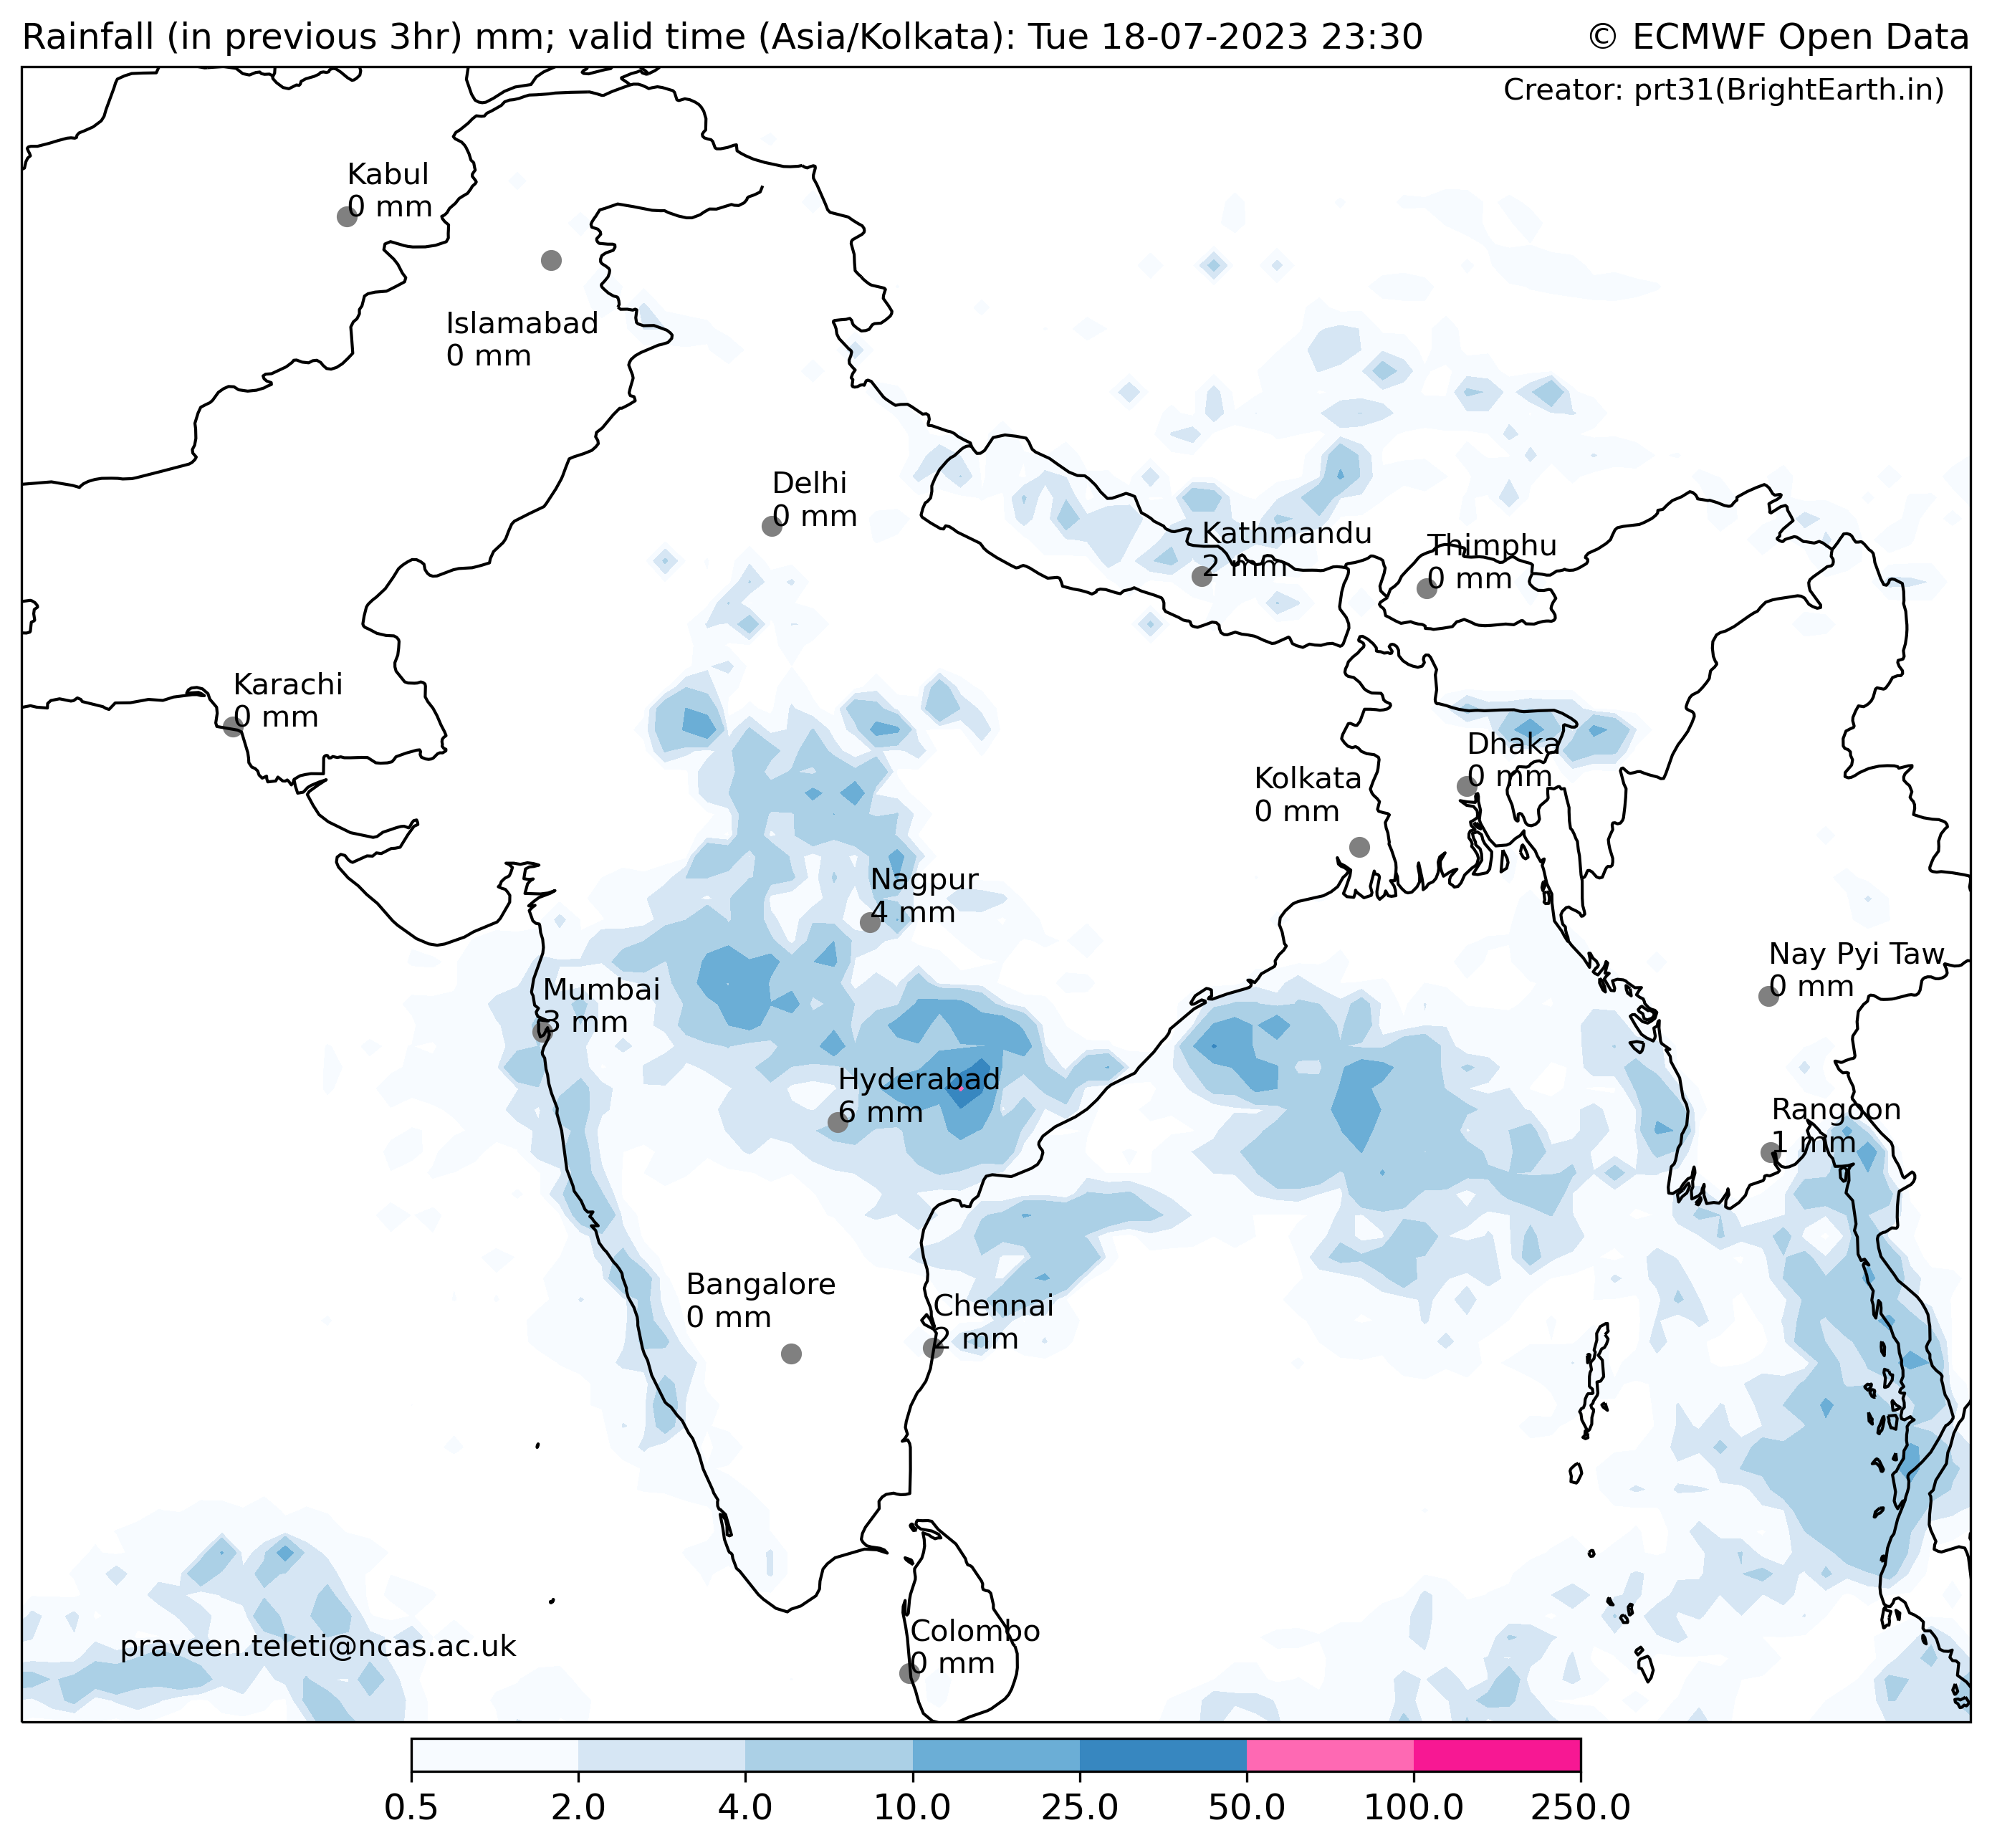 Rainfall (in previous 3hr) mm; valid time (Asia/Kolkata): Tue 18-07-2023 23:30
© ECMWF Open Data
Creator: prt31(BrightEarth.in)
Kabul
0 mm
Islamabad
0 mm
Delhi
0 mm
Kathmandu
2 mm
Thimphu
0 mm
Karachi
0 mm
Dhaka
0 mm
Kolkata
0 mm
Nagpur
4 mm
Nay Pyi Taw
0 mm
Mumbai
3 mm
Hyderabad
6 mm
Rangoon
1 mm
Bangalore
0 mm
Chennai
2 mm
Colombo
0 mm
praveen.teleti@ncas.ac.uk
0.5 2.0 4.0 10.0 25.0 50.0 100.0 250.0